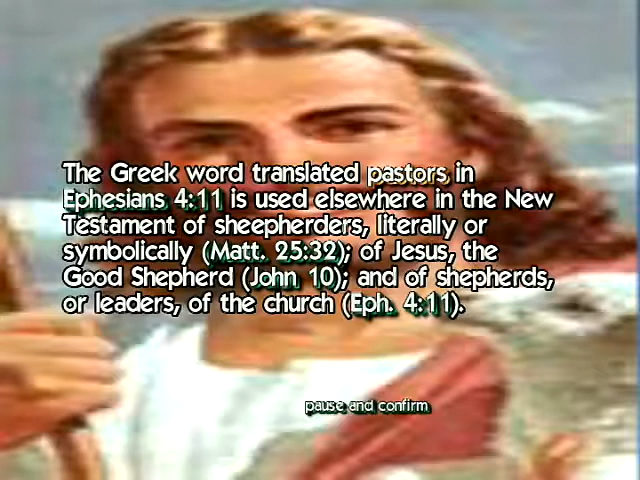 The Greek word translated pastors in
Ephesians 4:11 is used elsewhere in the New
Testament of sheepherders, literally or
symbolically (Matt. 25:32); of Jesus, the
Good Shepherd (John 10); and of shepherds,
or leaders, of the church (Eph. 4:11).
pause and confirm